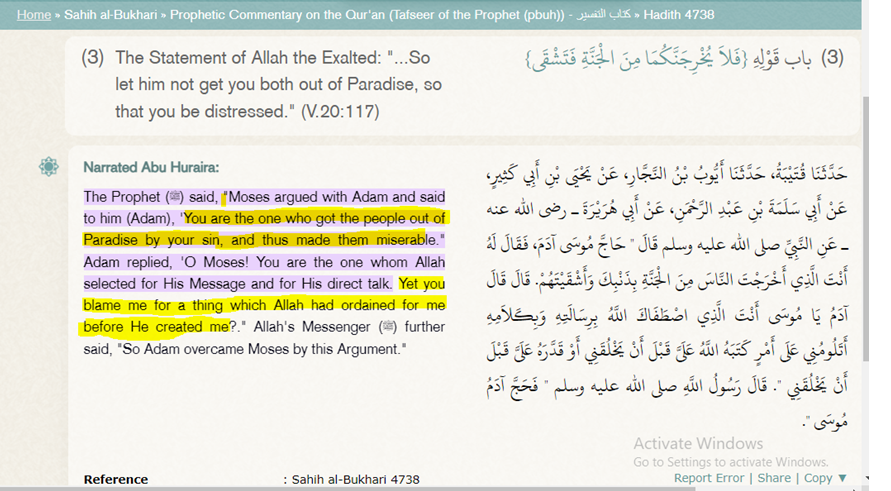 Home » Sahih al-Bukhari » Prophetic Commentary on the Qur'an (Tafseer of the Prophet (pbuh)) - كتاب التفسير » Hadith 4738
(3) The Statement of Allah the Exalted: "...So
let him not get you both out of Paradise, so
that you be distressed." (V.20:117)
(3) باب قَوْلِهِ {فَلاَ يُخْرِجَنَّكُمَا مِنَ الْجَنَّةِ فَتَشْقَى}
Narrated Abu Huraira:
The Prophet (ﷺ) said, "Moses argued with Adam and said
to him (Adam), 'You are the one who got the people out of
Paradise by your sin, and thus made them miserable."
Adam replied, 'O Moses! You are the one whom Allah
selected for His Message and for His direct talk. Yet you
blame me for a thing which Allah had ordained for me
before He created me?." Allah's Messenger (ﷺ) further
said, "So Adam overcame Moses by this Argument."
حَدَّثَنَا قُتَيْبَةُ، حَدَّثَنَا أَيُّوبُ بْنُ النَّجَّارِ، عَنْ يَحْيَى بْنِ أَبِي كَثِيرٍ،
عَنْ أَبِي سَلَمَةَ بْنِ عَبْدِ الرَّحْمَنِ، عَنْ أَبِي هُرَيْرَةَ ـ رضى الله عنه
ـ عَنِ النَّبِيِّ صلى الله عليه وسلم قَالَ " حَاجَّ مُوسَى آدَمَ، فَقَالَ لَهُ
أَنْتَ الَّذِي أَخْرَجْتَ النَّاسَ مِنَ الْجَنَّةِ بِذَنْبِكَ وَأَشْقَيْتَهُمْ. قَالَ قَالَ
آدَمُ يَا مُوسَى أَنْتَ الَّذِي اصْطَفَاكَ اللَّهُ بِرِسَالَتِهِ وَبِكَلاَمِهِ
أَتَلُومُنِي عَلَى أَمْرٍ كَتَبَهُ اللَّهُ عَلَىَّ قَبْلَ أَنْ يَخْلُقَنِي أَوْ قَدَّرَهُ عَلَىَّ قَبْلَ
أَنْ يَخْلُقَنِي ". قَالَ رَسُولُ اللَّهِ صلى الله عليه وسلم " فَحَجَّ آدَمُ
مُوسَى ".
Activate Windows
Go to Settings to activate Windows.
Reference : Sahih al-Bukhari 4738
Report Error | Share | Copy ▼